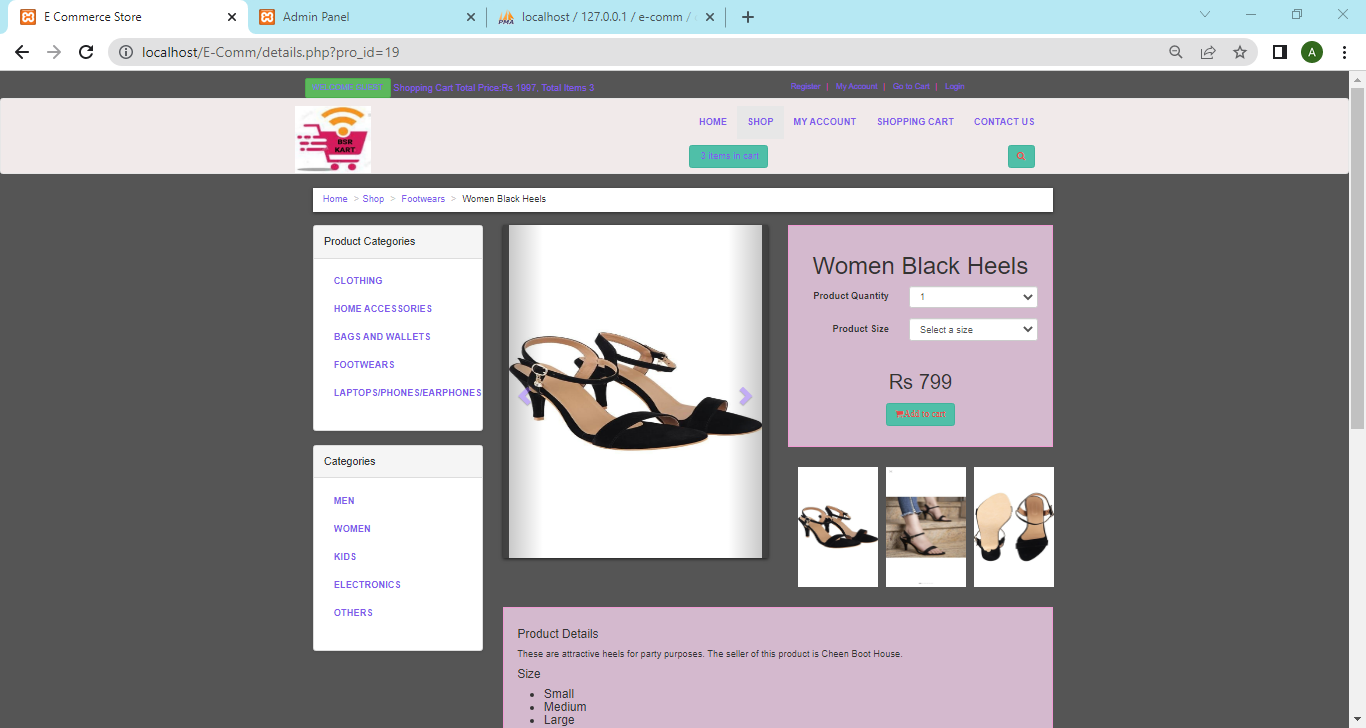 E Commerce Store
Admin Panel
PMA localhost / 127.0.0.1 / e-comm /
localhost/E-Comm/details.php?pro_id=19
A
Shopping Cart Total Price:Rs 1997, Total Items 3
Register | My Account | Go to Cart | Login
BSR
KART
HOME SHOP MY ACCOUNT SHOPPING CART CONTACT US
3 items in cart
Home > Shop > Footwears > Women Black Heels
Product Categories
CLOTHING
HOME ACCESSORIES
BAGS AND WALLETS
FOOTWEARS
LAPTOPS/PHONES/EARPHONES
Categories
MEN
WOMEN
KIDS
ELECTRONICS
OTHERS
Women Black Heels
Product Quantity 1
Product Size Select a size
Rs 799
Add to cart
Product Details
These are attractive heels for party purposes. The seller of this product is Cheen Boot House.
Size
• Small
• Medium
• Large